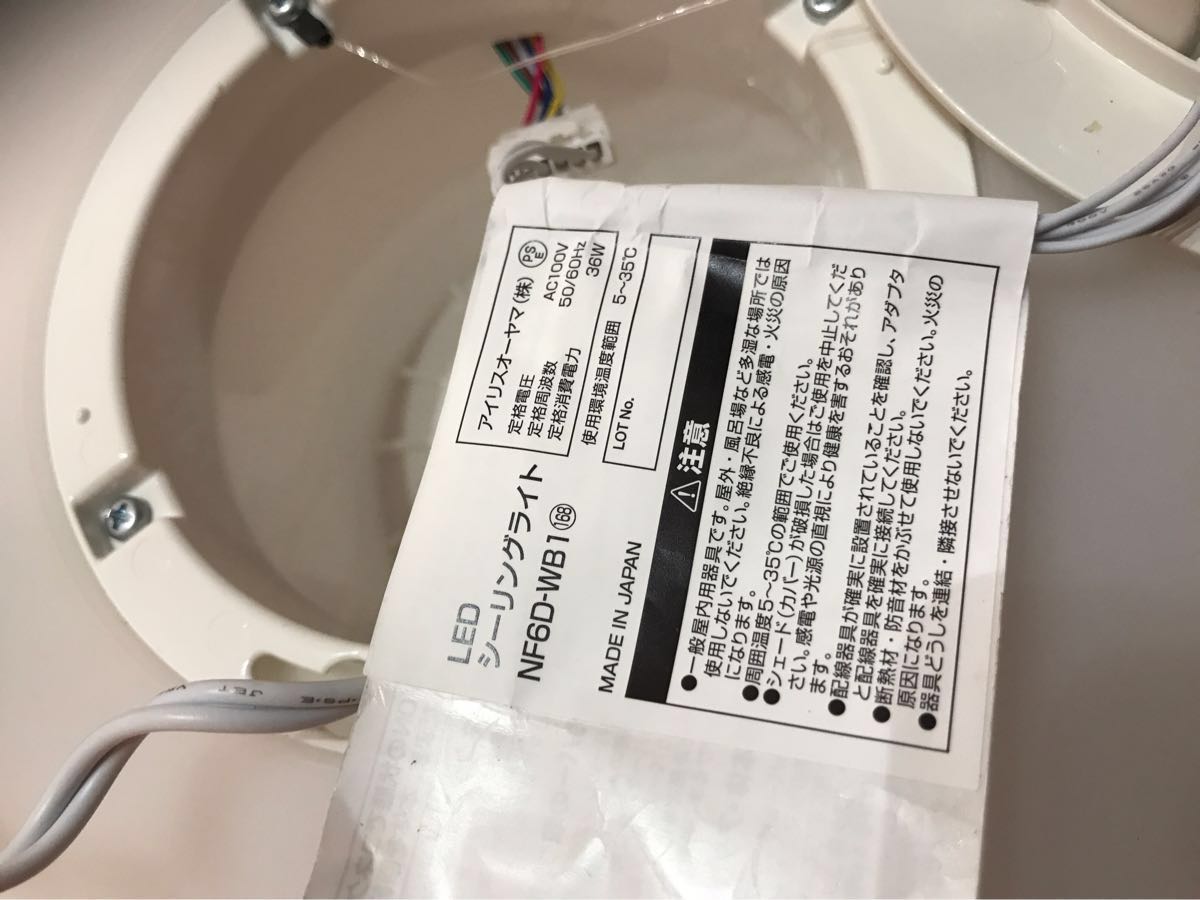 LED
シーリングライト
NF6D-WB1 168
アイリスオーヤマ(株) PSE
定格電圧 AC100V
定格周波数 50/60Hz
定格消費電力 36W
使用環境温度範囲 5～35℃
LOT No.
MADE IN JAPAN
⚠ 注意
●一般屋内用器具です。屋外・風呂場など多湿な場所では
使用しないでください。絶縁不良による感電・火災の原因
になります。
●周囲温度5～35℃の範囲でご使用ください。
●シェード(カバー)が破損した場合はご使用を中止してくだ
さい。感電や光源の直視により健康を害するおそれがあり
ます。
●配線器具が確実に設置されていることを確認し、アダプタ
と配線器具を確実に接続してください。
●断熱材・防音材をかぶせて使用しないでください。火災の
原因になります。
●器具どうしを連結・隣接させないでください。
JET